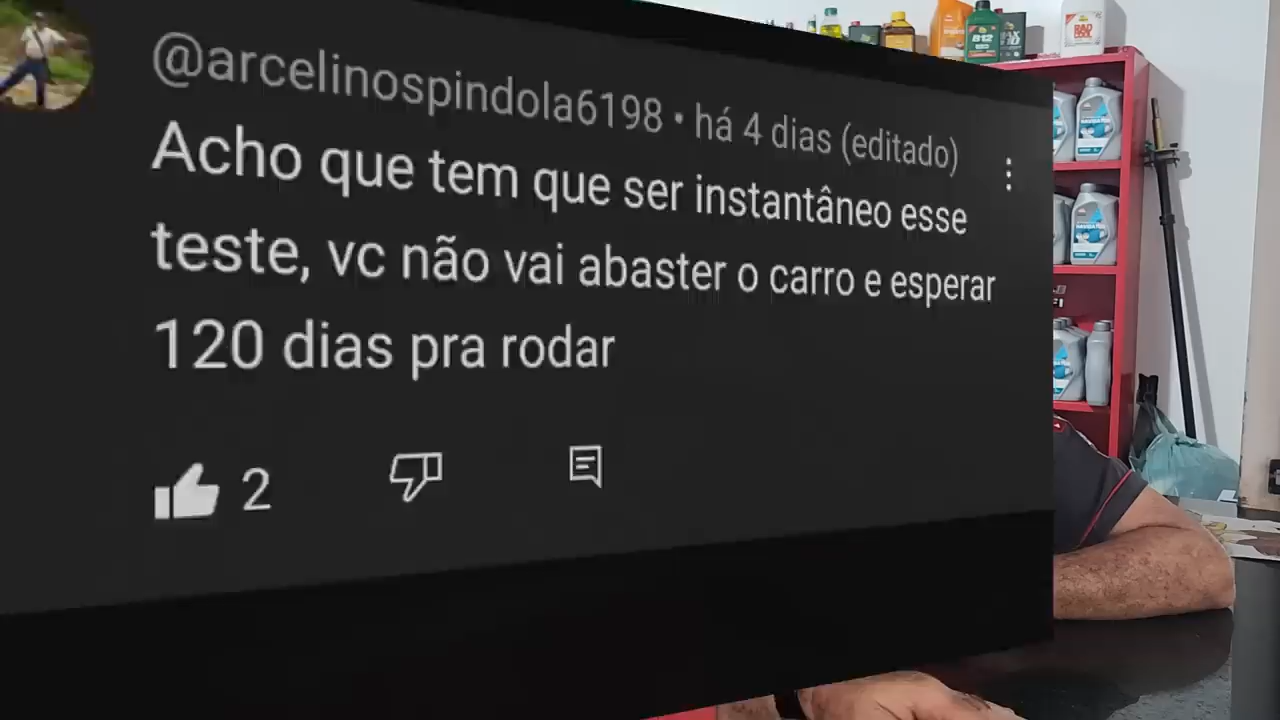 @arcelinospindola6198 • há 4 dias (editado)
Acho que tem que ser instantâneo esse
teste, vc não vai abaster o carro e esperar
120 dias pra rodar
2
B12